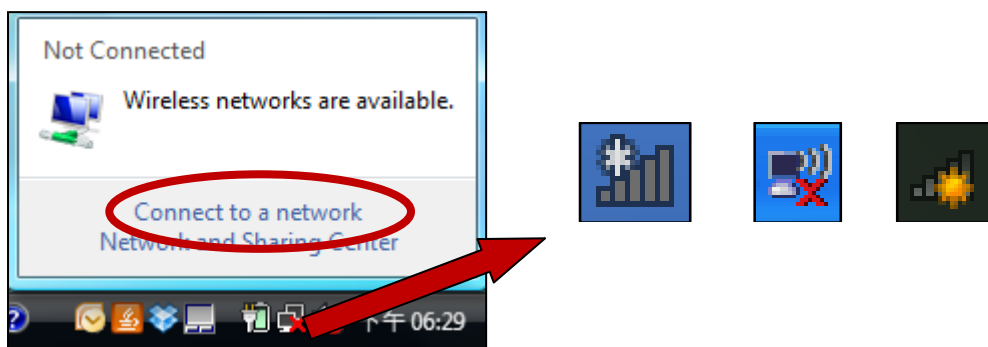 Not Connected
Wireless networks are available.
Connect to a network
Network and Sharing Center
下午 06:29